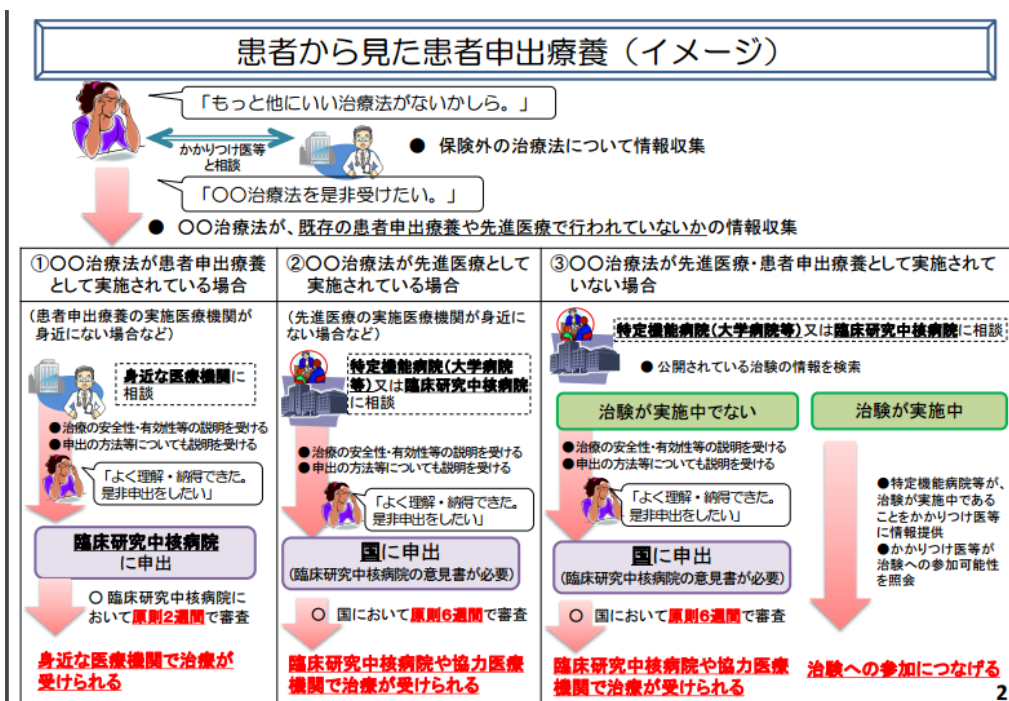 患者から見た患者申出療養（イメージ）
「もっと他にいい治療法がないかしら。」
かかりつけ医等
と相談
● 保険外の治療法について情報収集
「〇〇治療法を是非受けたい。」
● 〇〇治療法が、既存の患者申出療養や先進医療で行われていないかの情報収集
①〇〇治療法が患者申出療養
として実施されている場合
（患者申出療養の実施医療機関が
身近にない場合など）
身近な医療機関に
相談
●治療の安全性・有効性等の説明を受ける
●申出の方法等についても説明を受ける
「よく理解・納得できた。
是非申出をしたい」
臨床研究中核病院
に申出
〇 臨床研究中核病院に
おいて原則2週間で審査
身近な医療機関で治療が
受けられる
②〇〇治療法が先進医療として
実施されている場合
（先進医療の実施医療機関が身近に
ない場合など）
特定機能病院（大学病院
等）又は臨床研究中核病院
に相談
●治療の安全性・有効性等の説明を受ける
●申出の方法等についても説明を受ける
「よく理解・納得できた。
是非申出をしたい」
国に申出
（臨床研究中核病院の意見書が必要）
〇 国において原則6週間で審査
臨床研究中核病院や協力医療
機関で治療が受けられる
③〇〇治療法が先進医療・患者申出療養として実施されて
いない場合
特定機能病院（大学病院等）又は臨床研究中核病院に相談
● 公開されている治験の情報を検索
治験が実施中でない
●治療の安全性・有効性等の説明を受ける
●申出の方法等についても説明を受ける
「よく理解・納得できた。
是非申出をしたい」
国に申出
（臨床研究中核病院の意見書が必要）
〇 国において原則6週間で審査
臨床研究中核病院や協力医療
機関で治療が受けられる
治験が実施中
●特定機能病院等が、
治験が実施中である
ことをかかりつけ医等
に情報提供
●かかりつけ医等が
治験への参加可能性
を照会
治験への参加につなげる
2